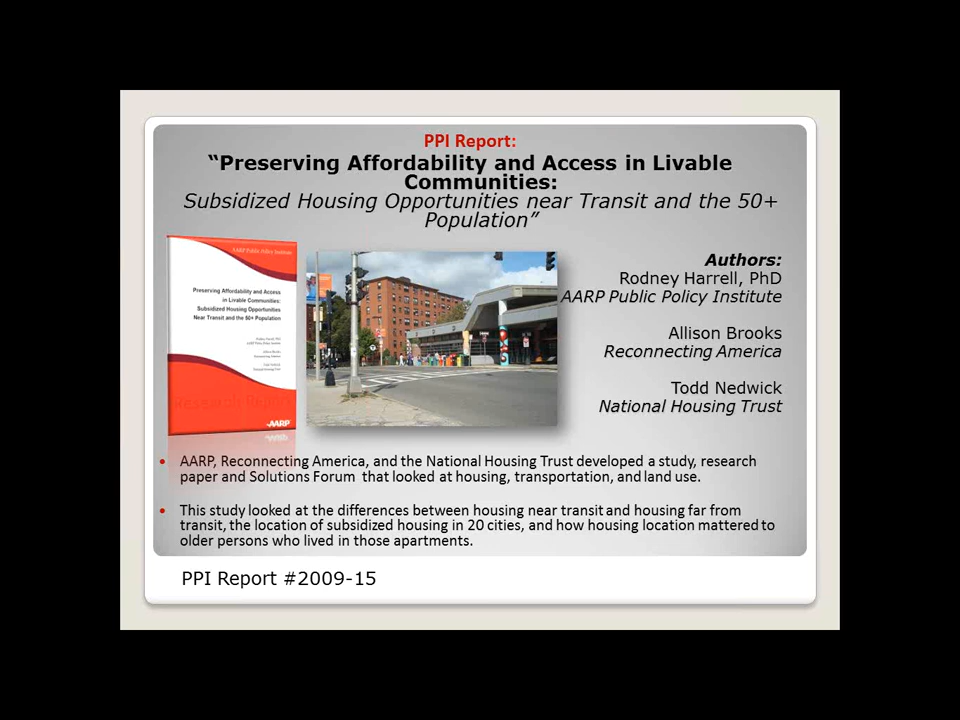 PPI Report:
“Preserving Affordability and Access in Livable
Communities:
Subsidized Housing Opportunities near Transit and the 50+
Population”
AARP Public Policy Institute
Preserving Affordability and Access
in Livable Communities:
Subsidized Housing Opportunities
Near Transit and the 50+ Population
Research Report
AARP
Authors:
Rodney Harrell, PhD
AARP Public Policy Institute
Allison Brooks
Reconnecting America
Todd Nedwick
National Housing Trust
• AARP, Reconnecting America, and the National Housing Trust developed a study, research
paper and Solutions Forum that looked at housing, transportation, and land use.
• This study looked at the differences between housing near transit and housing far from
transit, the location of subsidized housing in 20 cities, and how housing location mattered to
older persons who lived in those apartments.
PPI Report #2009-15